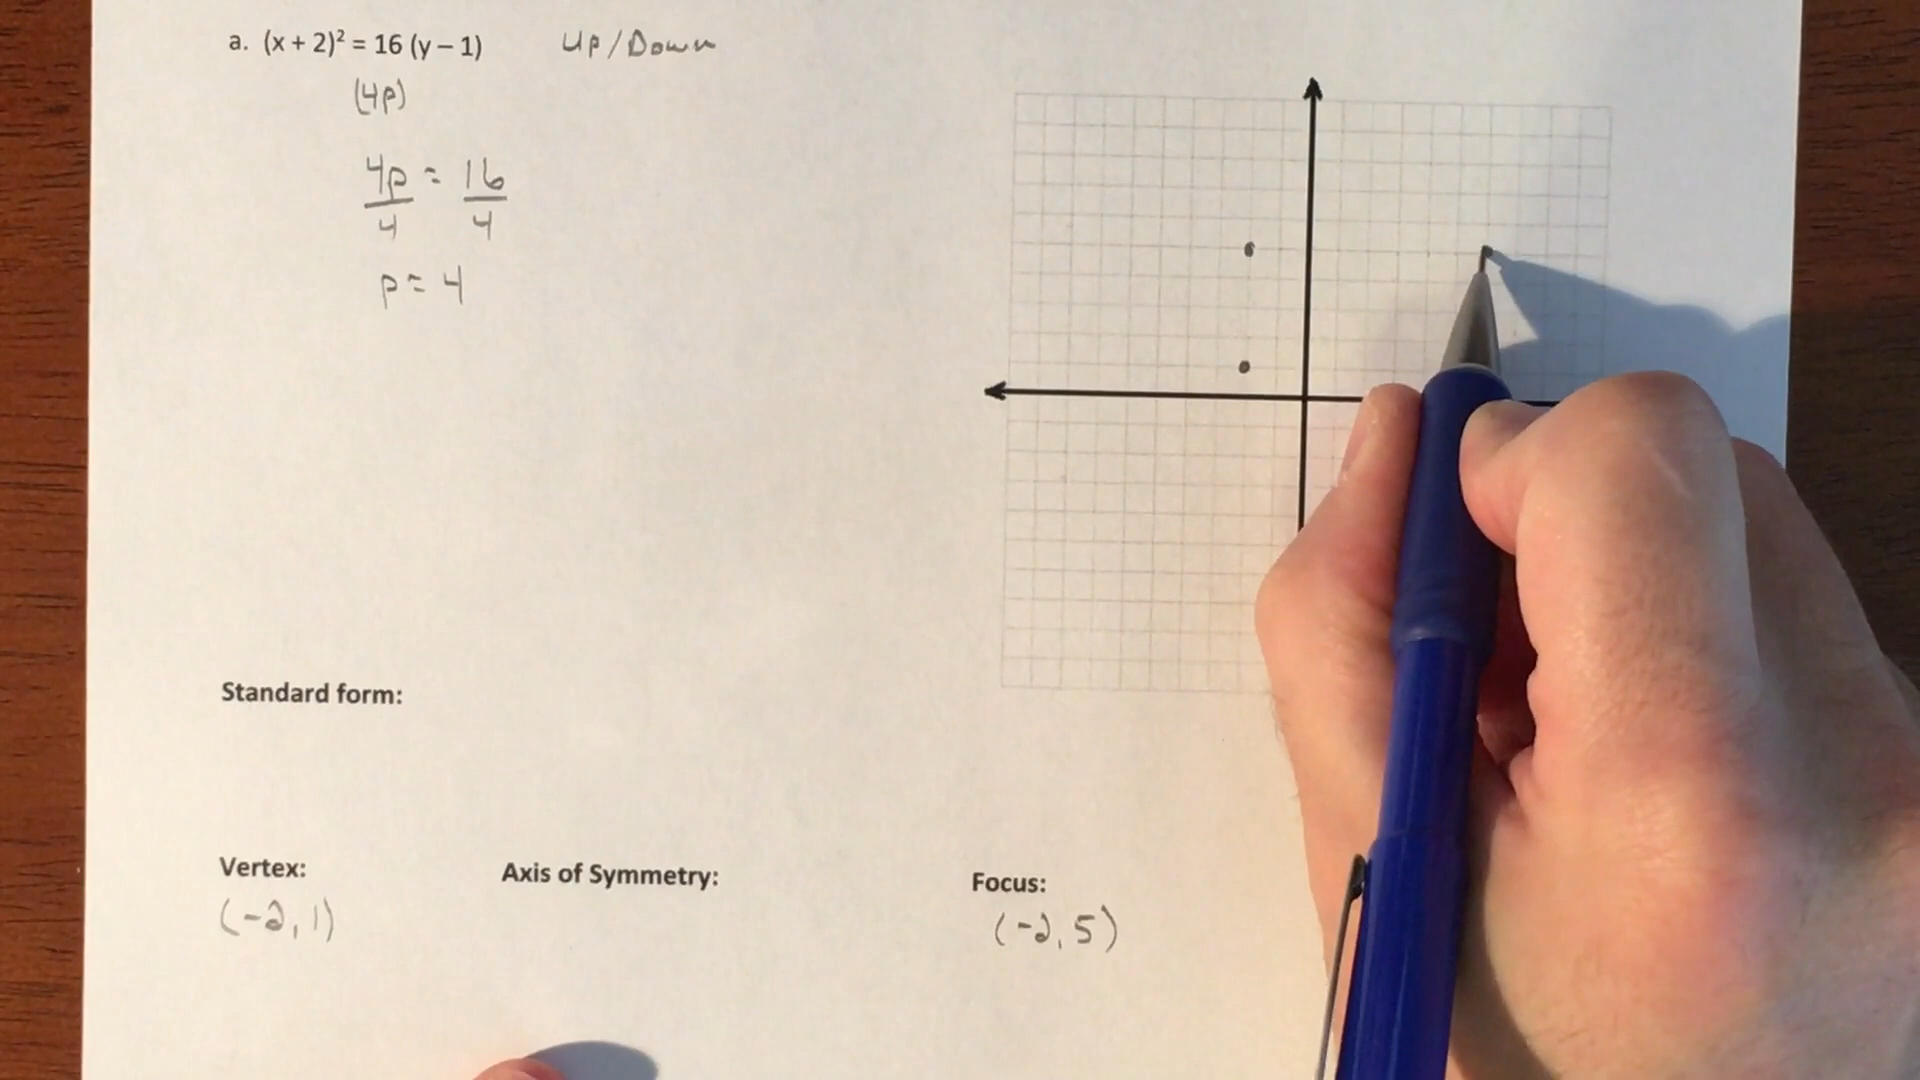 a. (x + 2)² = 16 (y – 1) Up/Down
(4p)
4p = 16
4 4
p = 4
Standard form:
Vertex: Axis of Symmetry: Focus:
(-2, 1) (-2, 5)